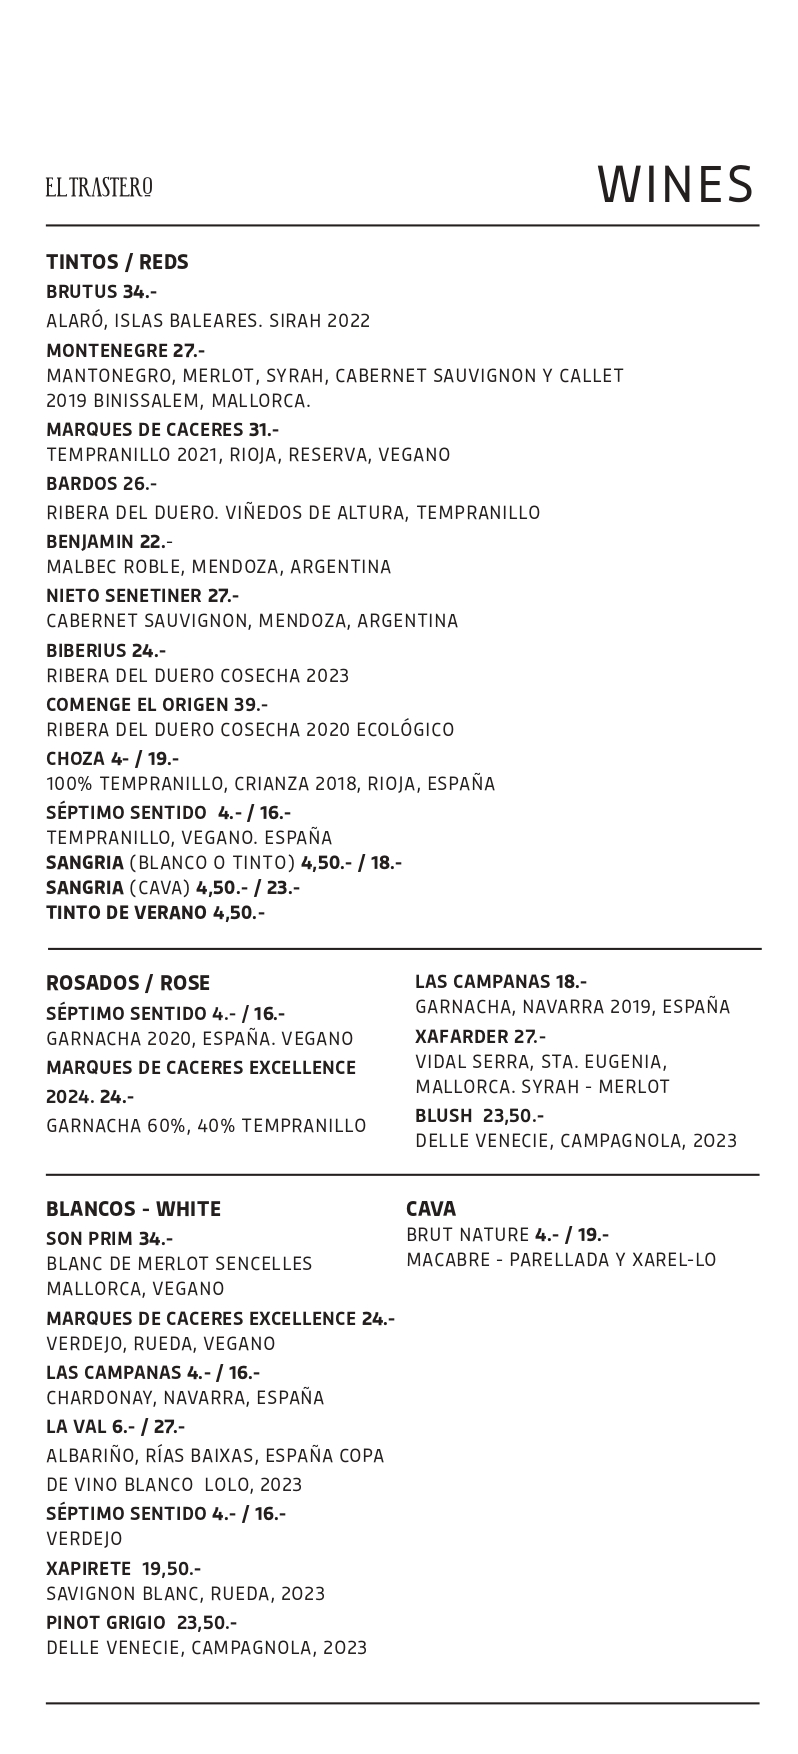 EL TRASTERO
WINES
TINTOS / REDS
BRUTUS 34.-
ALARÓ, ISLAS BALEARES. SIRAH 2022
MONTENEGRE 27.-
MANTONEGRO, MERLOT, SYRAH, CABERNET SAUVIGNON Y CALLET
2019 BINISSALEM, MALLORCA.
MARQUES DE CACERES 31.-
TEMPRANILLO 2021, RIOJA, RESERVA, VEGANO
BARDOS 26.-
RIBERA DEL DUERO. VIÑEDOS DE ALTURA, TEMPRANILLO
BENJAMIN 22.-
MALBEC ROBLE, MENDOZA, ARGENTINA
NIETO SENETINER 27.-
CABERNET SAUVIGNON, MENDOZA, ARGENTINA
BIBERIUS 24.-
RIBERA DEL DUERO COSECHA 2023
COMENGE EL ORIGEN 39.-
RIBERA DEL DUERO COSECHA 2020 ECOLÓGICO
CHOZA 4- / 19.-
100% TEMPRANILLO, CRIANZA 2018, RIOJA, ESPAÑA
SÉPTIMO SENTIDO 4.- / 16.-
TEMPRANILLO, VEGANO. ESPAÑA
SANGRIA (BLANCO O TINTO) 4,50.- / 18.-
SANGRIA (CAVA) 4,50.- / 23.-
TINTO DE VERANO 4,50.-
ROSADOS / ROSE
SÉPTIMO SENTIDO 4.- / 16.-
GARNACHA 2020, ESPAÑA. VEGANO
MARQUES DE CACERES EXCELLENCE
2024. 24.-
GARNACHA 60%, 40% TEMPRANILLO
LAS CAMPANAS 18.-
GARNACHA, NAVARRA 2019, ESPAÑA
XAFARDER 27.-
VIDAL SERRA, STA. EUGENIA,
MALLORCA. SYRAH - MERLOT
BLUSH 23,50.-
DELLE VENECIE, CAMPAGNOLA, 2023
BLANCOS - WHITE
SON PRIM 34.-
BLANC DE MERLOT SENCELLES
MALLORCA, VEGANO
MARQUES DE CACERES EXCELLENCE 24.-
VERDEJO, RUEDA, VEGANO
LAS CAMPANAS 4.- / 16.-
CHARDONAY, NAVARRA, ESPAÑA
LA VAL 6.- / 27.-
ALBARIÑO, RÍAS BAIXAS, ESPAÑA COPA
DE VINO BLANCO LOLO, 2023
SÉPTIMO SENTIDO 4.- / 16.-
VERDEJO
XAPIRETE 19,50.-
SAVIGNON BLANC, RUEDA, 2023
PINOT GRIGIO 23,50.-
DELLE VENECIE, CAMPAGNOLA, 2023
CAVA
BRUT NATURE 4.- / 19.-
MACABRE - PARELLADA Y XAREL-LO